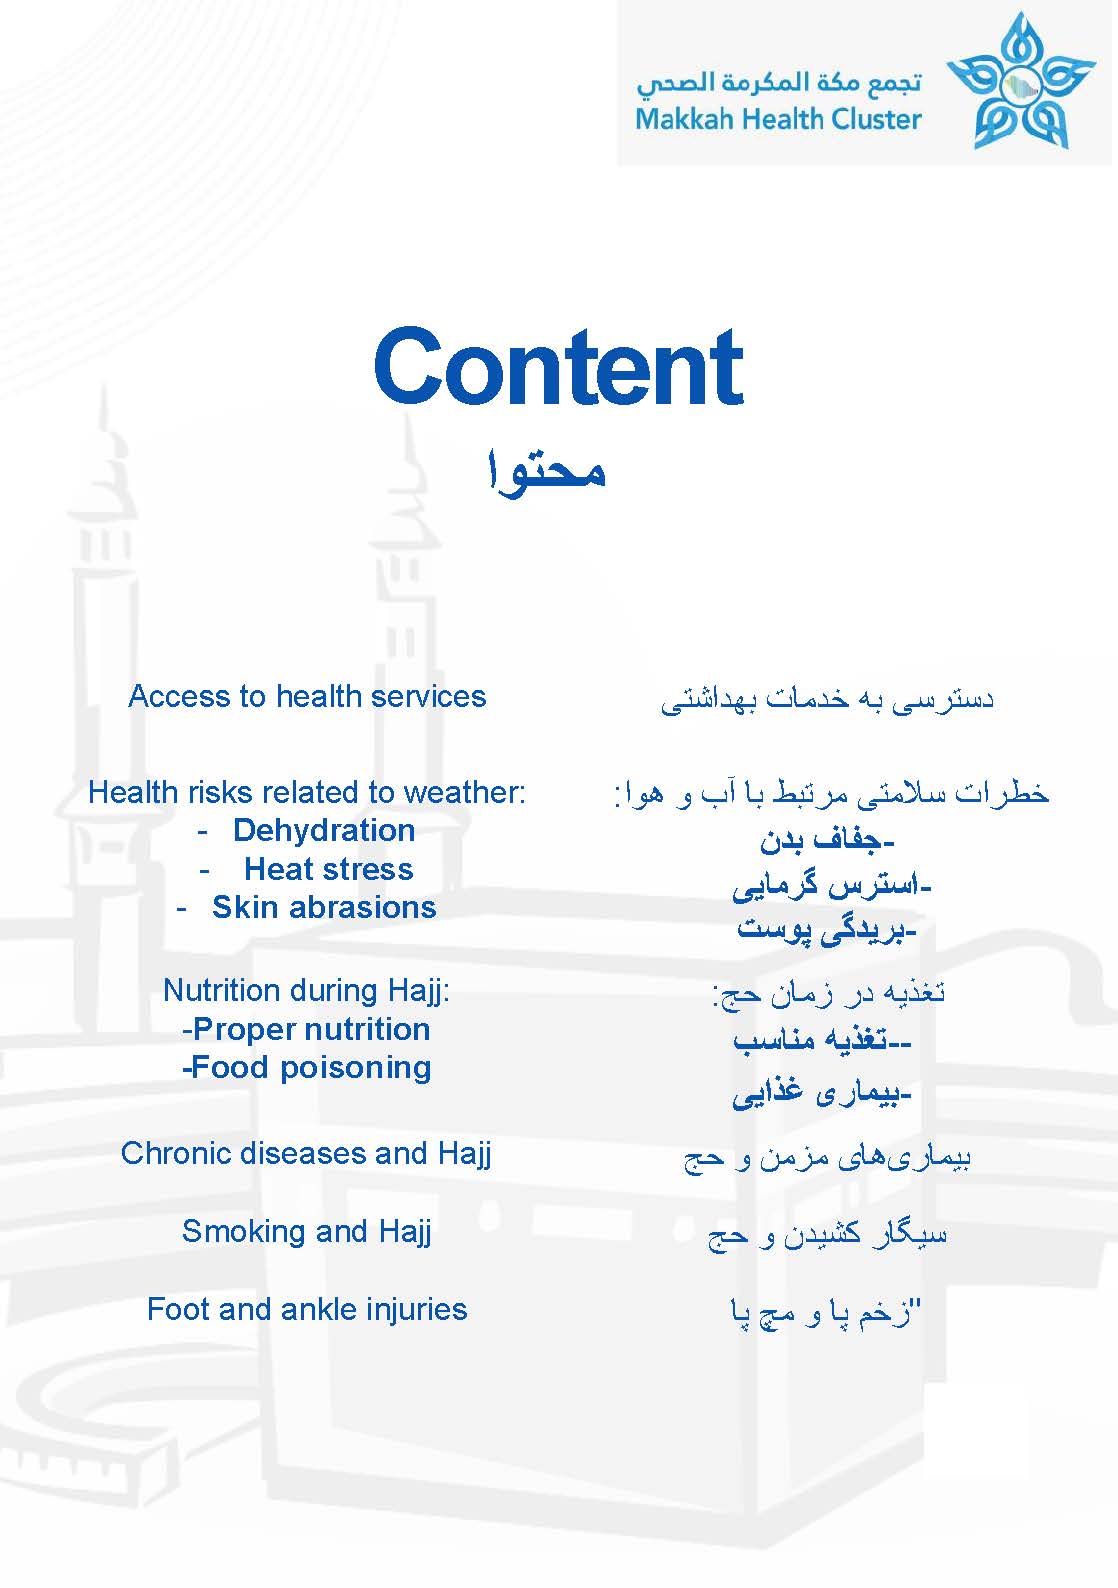 تجمع مكة المكرمة الصحي
Makkah Health Cluster
Content
محتوا
Access to health services
دسترسی به خدمات بهداشتی
Health risks related to weather:
- Dehydration
- Heat stress
- Skin abrasions
خطرات سلامتی مرتبط با آب و هوا:
-جفاف بدن
-استرس گرمایی
-بریدگی پوست
Nutrition during Hajj:
-Proper nutrition
-Food poisoning
تغذیه در زمان حج:
--تغذیه مناسب
-بیماری غذایی
Chronic diseases and Hajj
بیماری‌های مزمن و حج
Smoking and Hajj
سیگار کشیدن و حج
Foot and ankle injuries
"زخم پا و مچ پا